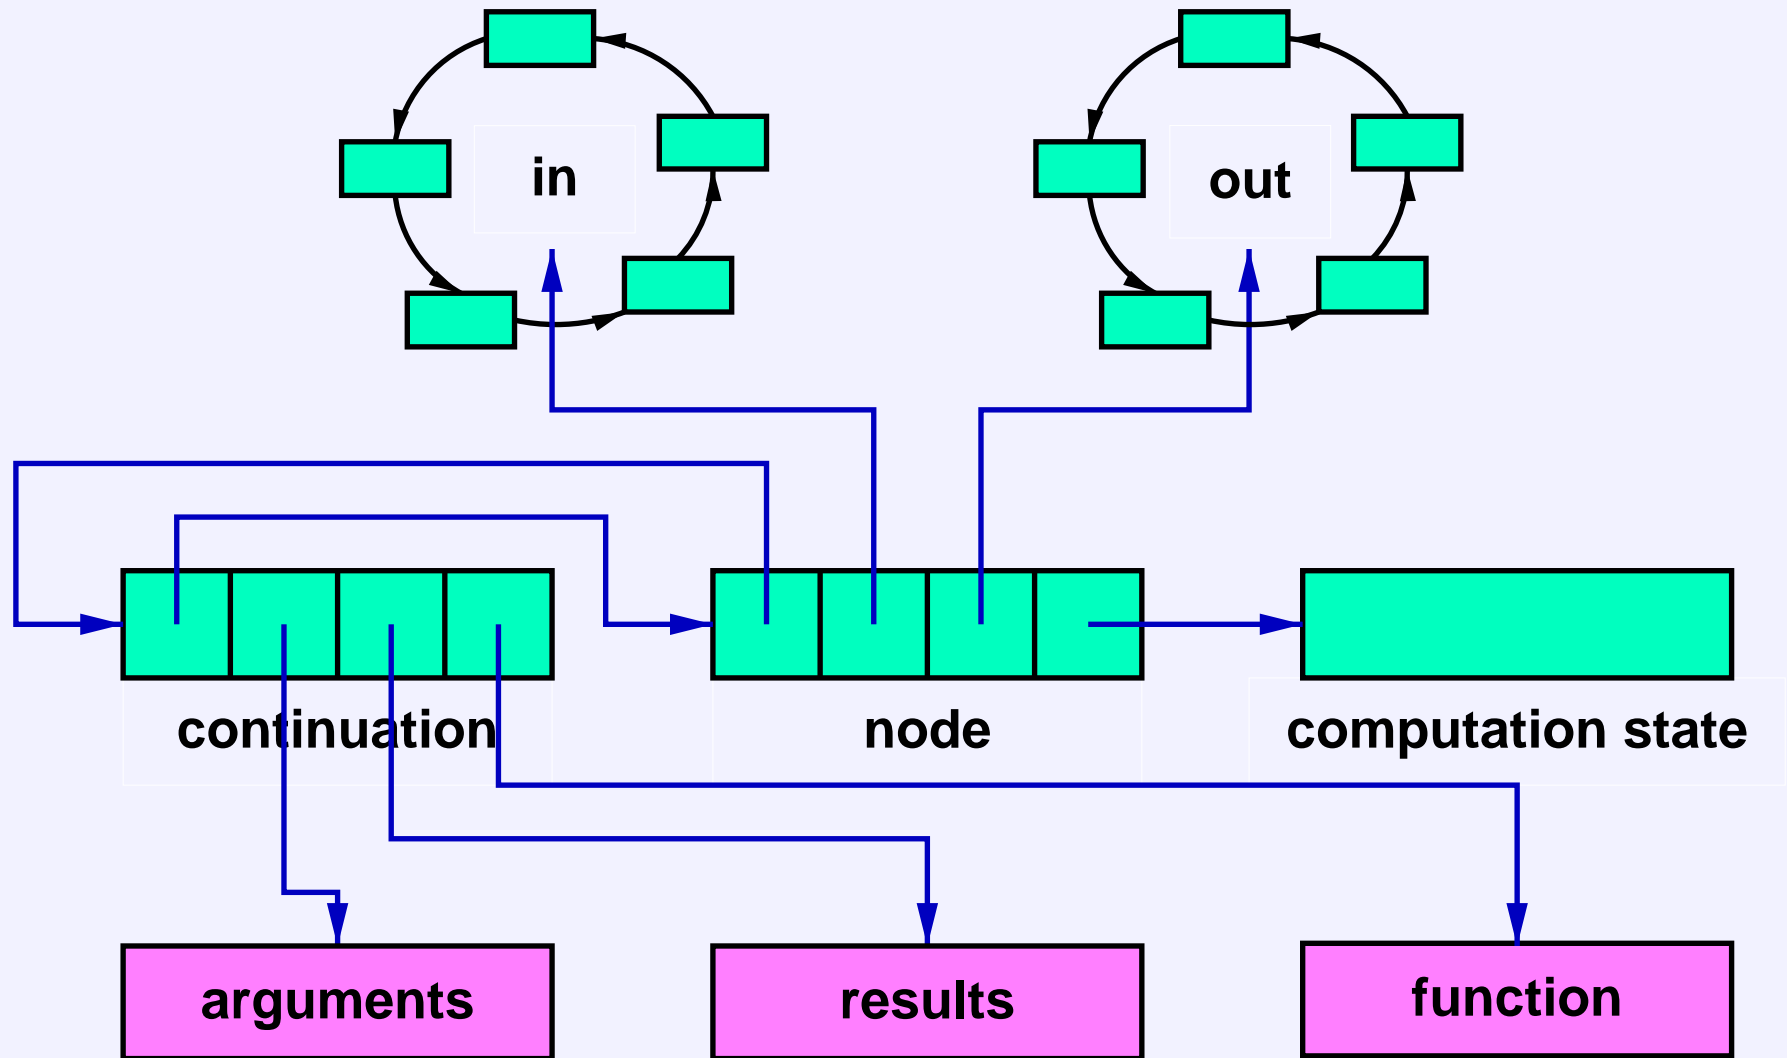 in
out
continuation
node
computation state
arguments
results
function